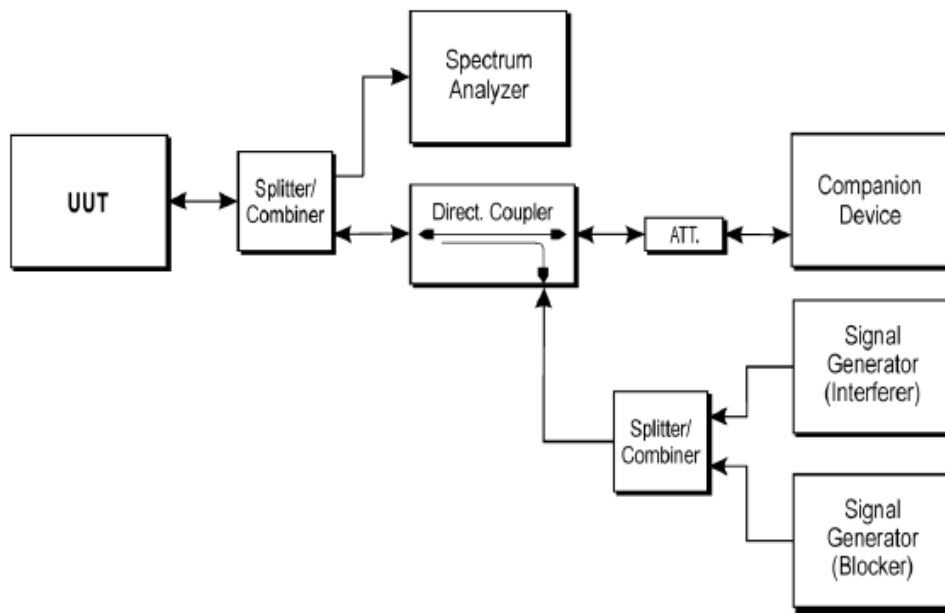 Spectrum
Analyzer
UUT
Splitter/
Combiner
Direct. Coupler
ATT.
Companion
Device
Signal
Generator
(Interferer)
Splitter/
Combiner
Signal
Generator
(Blocker)